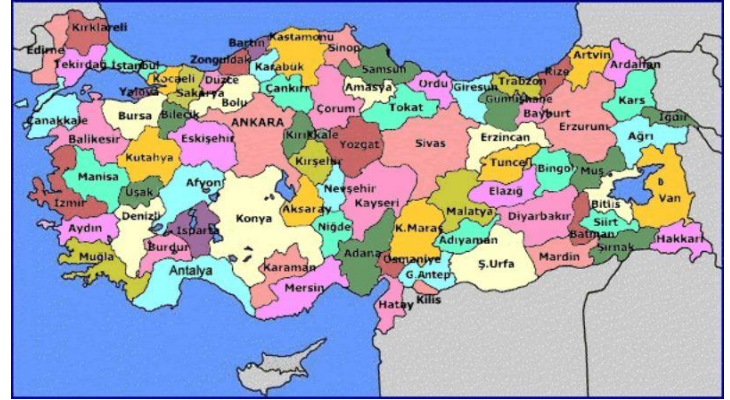 Kırklareli
Edirne
Tekirdağ
İstanbul
Kocaeli
Yalova
Sakarya
Düzce
Zonguldak
Bartın
Karabuk
Kastamonu
Sinop
Samsun
Bolu
Çankırı
Çorum
Amasya
Tokat
Ordu
Giresun
Gümüşhane
Trabzon
Rize
Artvin
Ardahan
Kars
Iğdır
Bayburt
Erzurum
Ağrı
Çanakkale
Balikesir
Bursa
Bilecik
Eskişehir
ANKARA
Kırıkkale
Yozgat
Sivas
Erzincan
Tunceli
Bingöl
Muş
Kutahya
Kırşehir
Manisa
Uşak
Afyon
Nevşehir
Kayseri
Malatya
Elazığ
Diyarbakır
Bitlis
Van
İzmir
Aydın
Denizli
Isparta
Konya
Aksaray
Niğde
K.Maraş
Adıyaman
Batman
Siirt
Şırnak
Hakkari
Muğla
Burdur
Antalya
Karaman
Mersin
Adana
Osmaniye
G.Antep
Ş.Urfa
Mardin
Hatay
Kilis